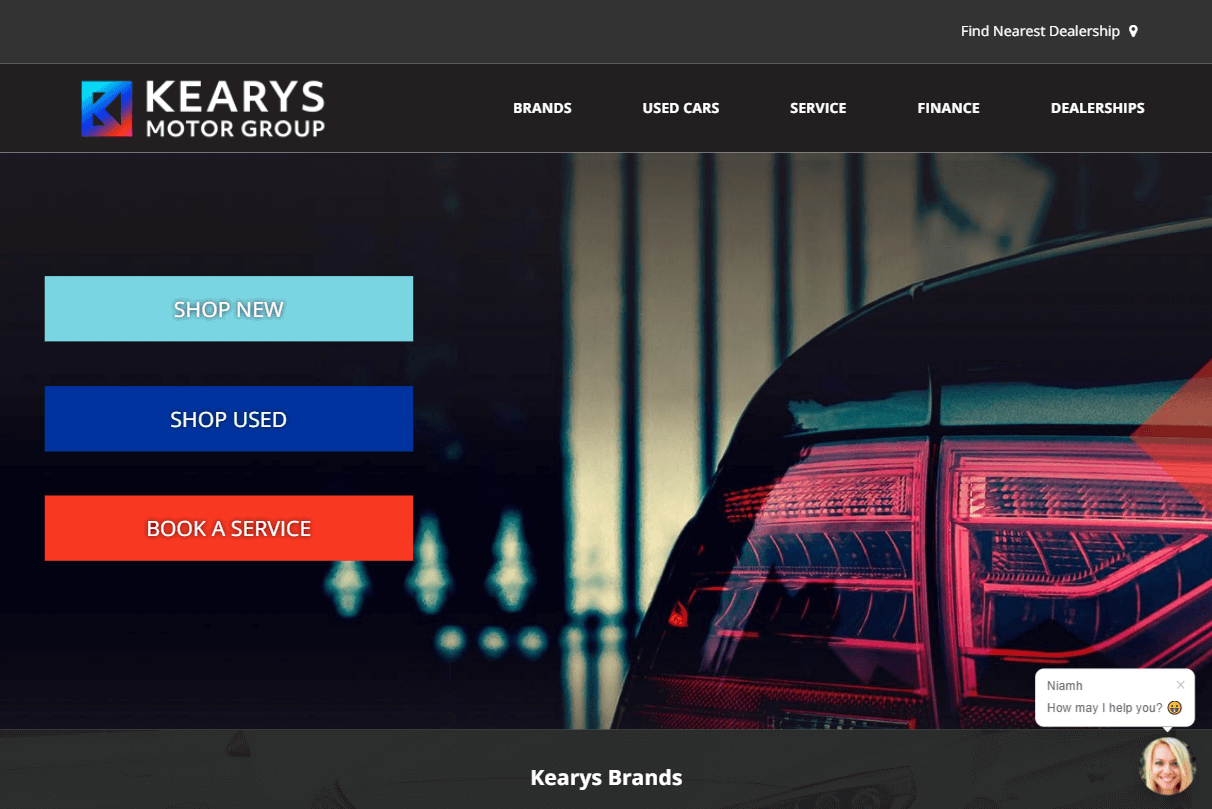 Find Nearest Dealership
KEARYS
MOTOR GROUP
BRANDS USED CARS SERVICE FINANCE DEALERSHIPS
SHOP NEW
SHOP USED
BOOK A SERVICE
Niamh
How may I help you? 😀
Kearys Brands